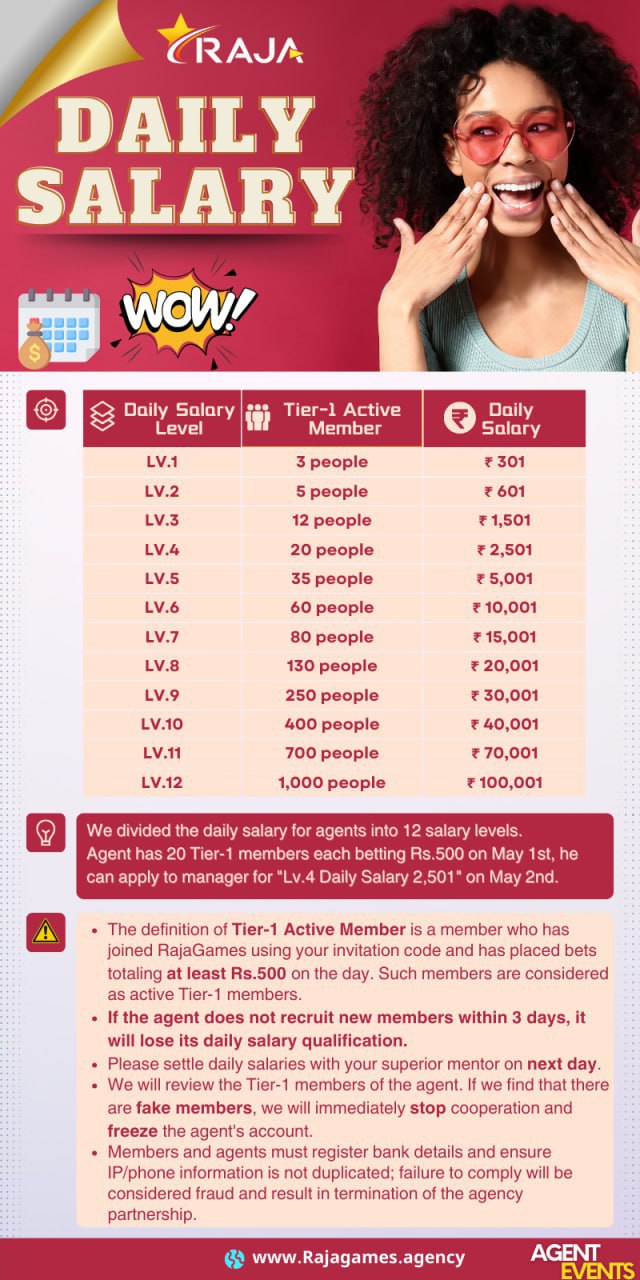 RAJA
DAILY
SALARY
WOW!
$
Daily Salary Level
Tier-1 Active Member
₹ Daily Salary
LV.1 3 people ₹ 301
LV.2 5 people ₹ 601
LV.3 12 people ₹ 1,501
LV.4 20 people ₹ 2,501
LV.5 35 people ₹ 5,001
LV.6 60 people ₹ 10,001
LV.7 80 people ₹ 15,001
LV.8 130 people ₹ 20,001
LV.9 250 people ₹ 30,001
LV.10 400 people ₹ 40,001
LV.11 700 people ₹ 70,001
LV.12 1,000 people ₹ 100,001
We divided the daily salary for agents into 12 salary levels.
Agent has 20 Tier-1 members each betting Rs.500 on May 1st, he
can apply to manager for "Lv.4 Daily Salary 2,501" on May 2nd.
• The definition of Tier-1 Active Member is a member who has
joined RajaGames using your invitation code and has placed bets
totaling at least Rs.500 on the day. Such members are considered
as active Tier-1 members.
• If the agent does not recruit new members within 3 days, it
will lose its daily salary qualification.
• Please settle daily salaries with your superior mentor on next day.
• We will review the Tier-1 members of the agent. If we find that there
are fake members, we will immediately stop cooperation and
freeze the agent's account.
• Members and agents must register bank details and ensure
IP/phone information is not duplicated; failure to comply will be
considered fraud and result in termination of the agency
partnership.
www.Rajagames.agency
AGENT
EVENTS